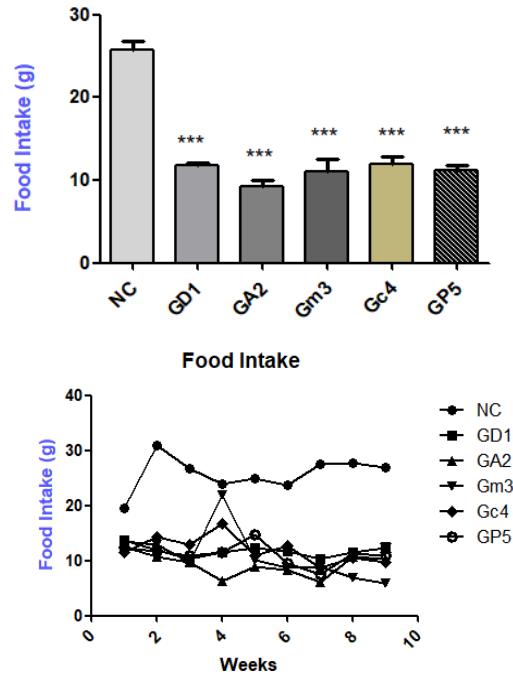 30
20
10
0
Food Intake (g)
***
***
***
***
***
NC
GD1
GA2
Gm3
Gc4
GP5
Food Intake
40
30
20
10
0
Food Intake (g)
0
2
4
6
8
10
Weeks
NC
GD1
GA2
Gm3
Gc4
GP5